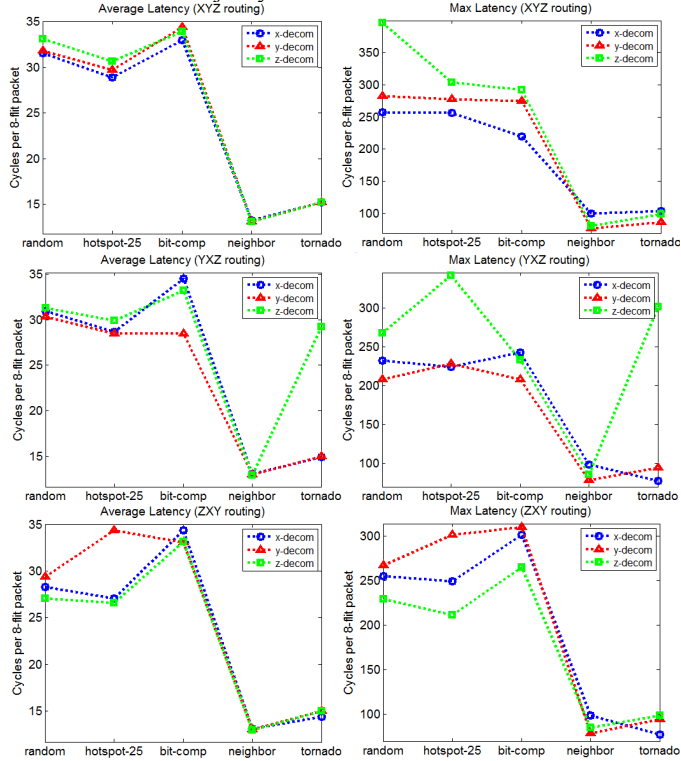 Average Latency (XYZ routing)
Cycles per 8-flit packet
35
30
25
20
15
random hotspot-25 bit-comp neighbor tornado
x-decom
y-decom
z-decom
Max Latency (XYZ routing)
Cycles per 8-flit packet
350
300
250
200
150
100
random hotspot-25 bit-comp neighbor tornado
x-decom
y-decom
z-decom
Average Latency (YXZ routing)
Cycles per 8-flit packet
35
30
25
20
15
random hotspot-25 bit-comp neighbor tornado
x-decom
y-decom
z-decom
Max Latency (YXZ routing)
Cycles per 8-flit packet
300
250
200
150
100
random hotspot-25 bit-comp neighbor tornado
x-decom
y-decom
z-decom
Average Latency (ZXY routing)
Cycles per 8-flit packet
35
30
25
20
15
random hotspot-25 bit-comp neighbor tornado
x-decom
y-decom
z-decom
Max Latency (ZXY routing)
Cycles per 8-flit packet
300
250
200
150
100
random hotspot-25 bit-comp neighbor tornado
x-decom
y-decom
z-decom